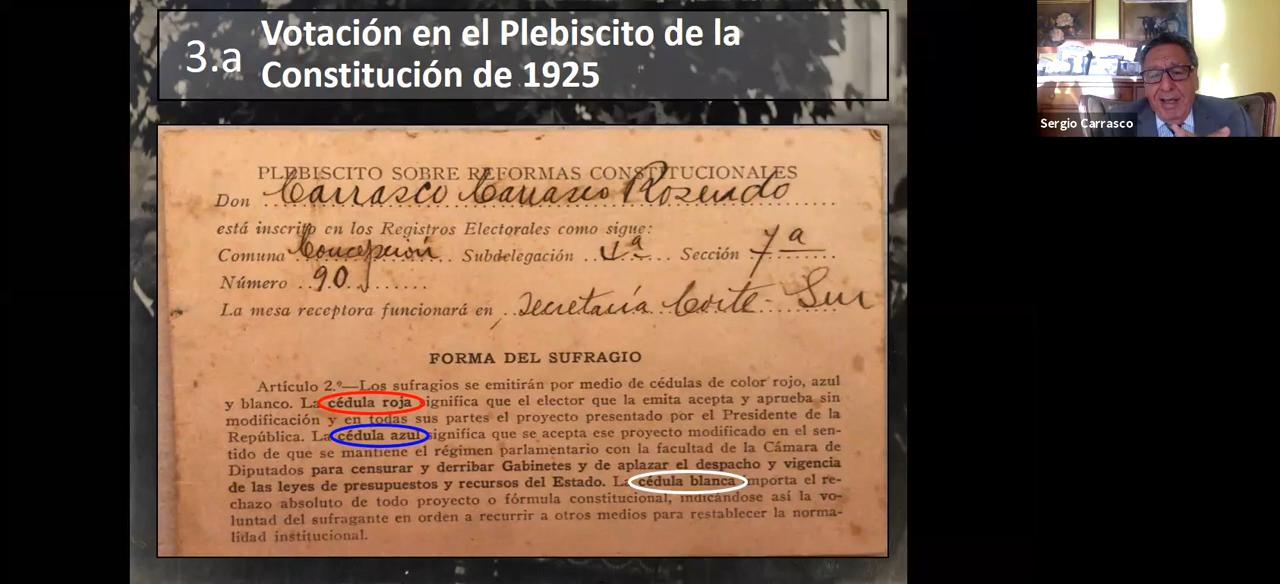 3.a
Votación en el Plebiscito de la
Constitución de 1925
Sergio Carrasco
PLEBISCITO SOBRE REFORMAS CONSTITUCIONALES
Don Carrasco Carrasco Rosendo
está inscrito en los Registros Electorales como sigue:
Comuna Concepción Subdelegación 1ª Sección 7ª
Número 90
La mesa receptora funcionará en Secretaría Corte Sur
FORMA DEL SUFRAGIO
Artículo 2.º—Los sufragios se emitirán por medio de cédulas de color rojo, azul
y blanco. La cédula roja significa que el elector que la emita acepta y aprueba sin
modificación y en todas sus partes el proyecto presentado por el Presidente de la
República. La cédula azul significa que se acepta ese proyecto modificado en el sen-
tido de que se mantiene el régimen parlamentario con la facultad de la Cámara de
Diputados para censurar y derribar Gabinetes y de aplazar el despacho y vigencia
de las leyes de presupuestos y recursos del Estado. La cédula blanca importa el re-
chazo absoluto de todo proyecto o fórmula constitucional, indicándose así la vo-
luntad del sufragante en orden a recurrir a otros medios para restablecer la norma-
lidad institucional.